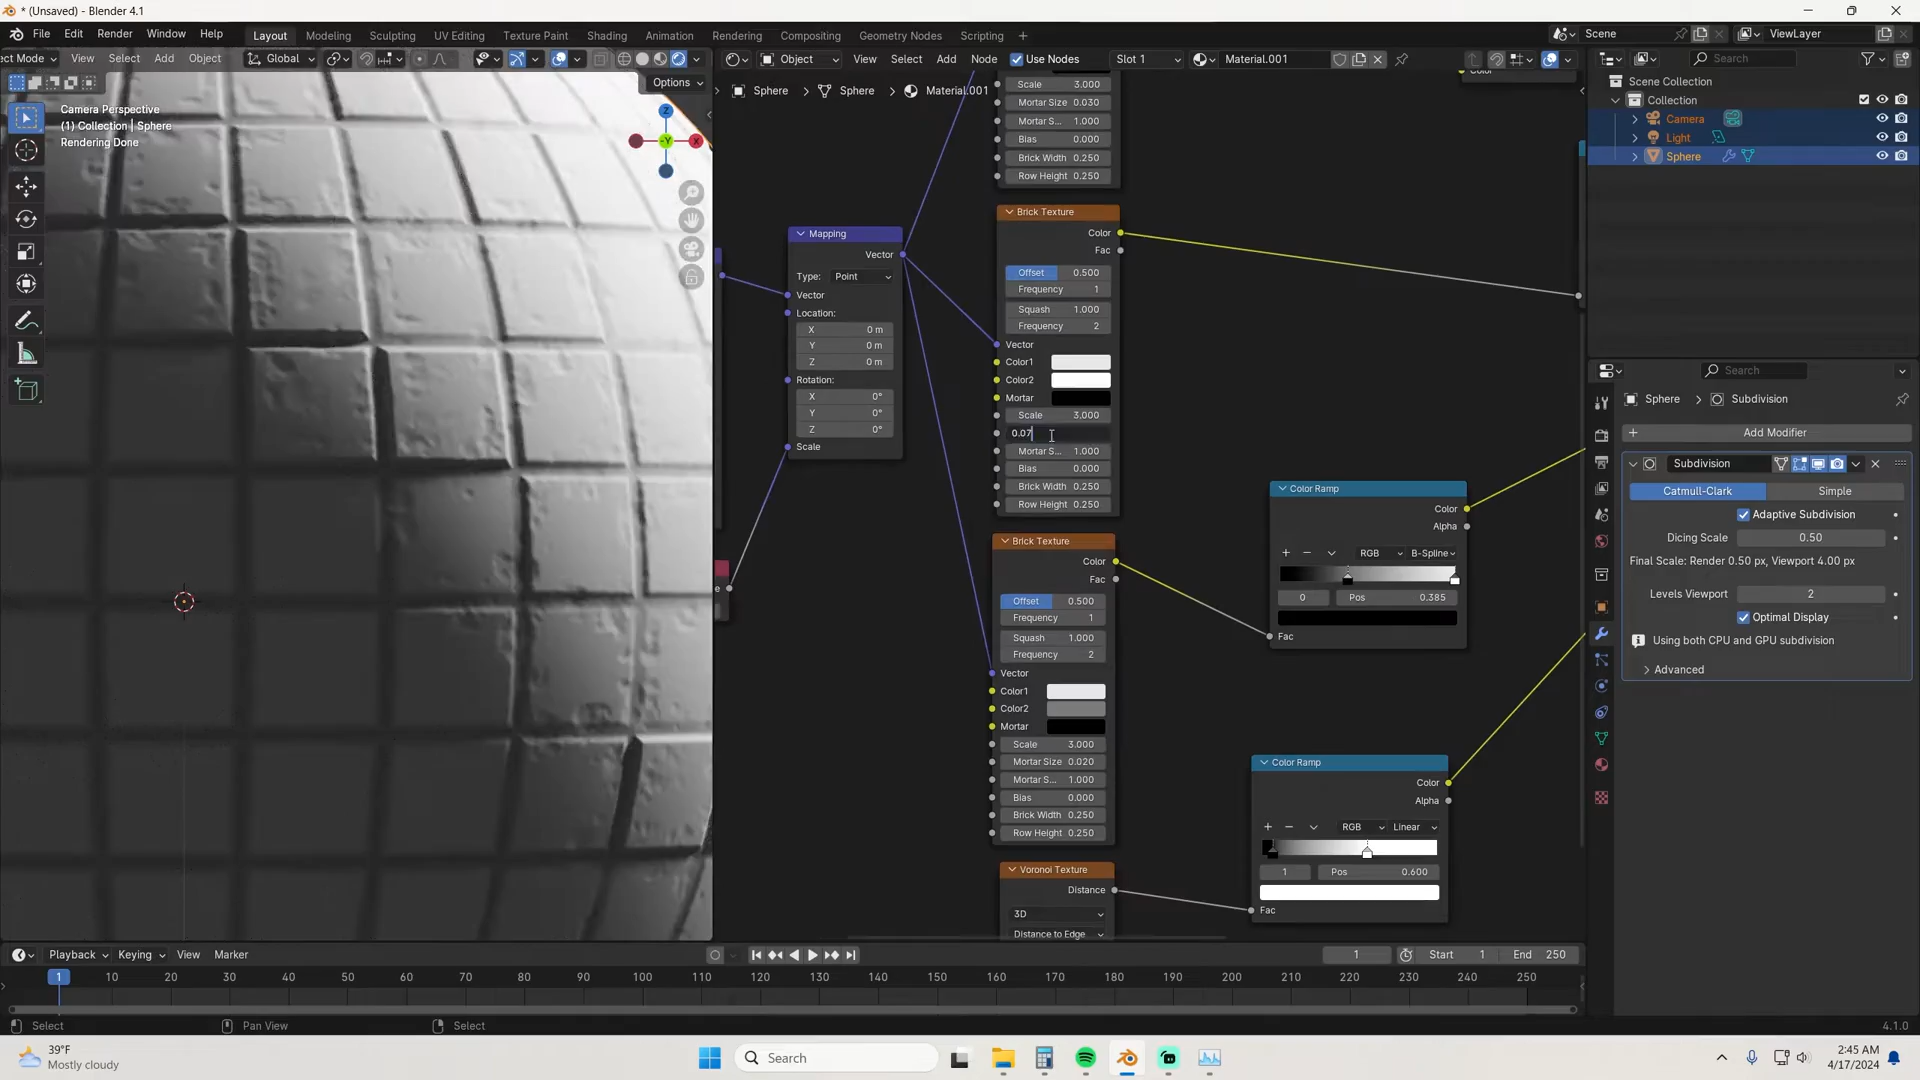 * (Unsaved) - Blender 4.1
File Edit Render Window Help
Layout Modeling Sculpting UV Editing Texture Paint Shading Animation Rendering Compositing Geometry Nodes Scripting
Scene
ViewLayer
ect Mode View Select Add Object Global
Object View Select Add Node Use Nodes Slot 1 Material.001
Search
Options
Camera Perspective
(1) Collection | Sphere
Rendering Done
Z
-Y
X
Sphere > Sphere > Material.001
Scene Collection
Collection
Camera
Light
Sphere
Color
Scale 3.000
Mortar Size 0.030
Mortar S... 1.000
Bias 0.000
Brick Width 0.250
Row Height 0.250
Mapping
Vector
Type: Point
Vector
Location:
X 0 m
Y 0 m
Z 0 m
Rotation:
X 0°
Y 0°
Z 0°
Scale
Brick Texture
Color
Fac
Offset 0.500
Frequency 1
Squash 1.000
Frequency 2
Vector
Color1
Color2
Mortar
Scale 3.000
0.07
Mortar S... 1.000
Bias 0.000
Brick Width 0.250
Row Height 0.250
Brick Texture
Color
Fac
Offset 0.500
Frequency 1
Squash 1.000
Frequency 2
Vector
Color1
Color2
Mortar
Scale 3.000
Mortar Size 0.020
Mortar S... 1.000
Bias 0.000
Brick Width 0.250
Row Height 0.250
Voronoi Texture
Distance
3D
Distance to Edge
Color Ramp
Color
Alpha
RGB B-Spline
0 Pos 0.385
Fac
Color Ramp
Color
Alpha
RGB Linear
1 Pos 0.600
Fac
Search
Sphere > Subdivision
Add Modifier
Subdivision
Catmull-Clark Simple
Adaptive Subdivision
Dicing Scale 0.50
Final Scale: Render 0.50 px, Viewport 4.00 px
Levels Viewport 2
Optimal Display
Using both CPU and GPU subdivision
Advanced
Playback Keying View Marker
1 Start 1 End 250
1 10 20 30 40 50 60 70 80 90 100 110 120 130 140 150 160 170 180 190 200 210 220 230 240 250
Select Pan View Select 4.1.0
39°F
Mostly cloudy
Search
2:45 AM
4/17/2024